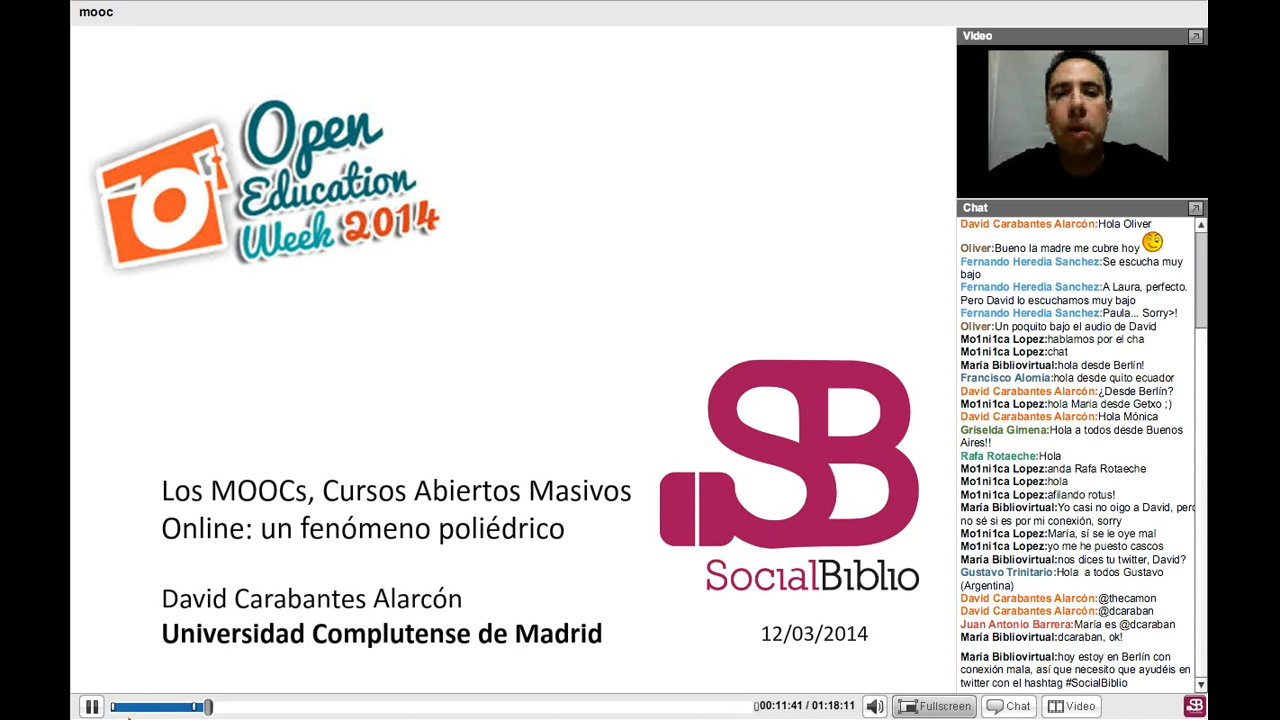 mooc
Open
Education
Week 2014
SB
SocialBiblio
Los MOOCs, Cursos Abiertos Masivos
Online: un fenómeno poliédrico
David Carabantes Alarcón
Universidad Complutense de Madrid
12/03/2014
Video
Chat
David Carabantes Alarcón:Hola Oliver
Oliver:Bueno la madre me cubre hoy
Fernando Heredia Sanchez:Se escucha muy
bajo
Fernando Heredia Sanchez:A Laura, perfecto.
Pero David lo escuchamos muy bajo
Fernando Heredia Sanchez:Paula... Sorry>!
Oliver:Un poquito bajo el audio de David
Mo1ni1ca Lopez:hablamos por el cha
Mo1ni1ca Lopez:chat
María Bibliovirtual:hola desde Berlín!
Francisco Alomia:hola desde quito ecuador
David Carabantes Alarcón:¿Desde Berlín?
Mo1ni1ca Lopez:hola Maria desde Getxo ;)
David Carabantes Alarcón:Hola Mónica
Griselda Gimena:Hola a todos desde Buenos
Aires!!
Rafa Rotaeche:Hola
Mo1ni1ca Lopez:anda Rafa Rotaeche
Mo1ni1ca Lopez:hola
Mo1ni1ca Lopez:afilando rotus!
María Bibliovirtual:Yo casi no oigo a David, pero
no sé si es por mi conexión, sorry
Mo1ni1ca Lopez:María, sí se le oye mal
Mo1ni1ca Lopez:yo me he puesto cascos
María Bibliovirtual:nos dices tu twitter, David?
Gustavo Trinitario:Hola a todos Gustavo
(Argentina)
David Carabantes Alarcón:@thecamon
David Carabantes Alarcón:@dcaraban
Juan Antonio Barrera:María es @dcaraban
María Bibliovirtual:dcaraban, ok!
María Bibliovirtual:hoy estoy en Berlín con
conexión mala, así que necesito que ayudéis en
twitter con el hashtag #SocialBiblio
00:11:41 / 01:18:11
Fullscreen
Chat
Video
SB